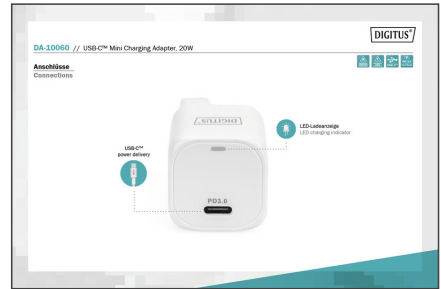 DIGITUS®
DA-10060 // USB-C™ Mini Charging Adapter, 20W
Anschlüsse
Connections
DIGITUS
LED-Ladeanzeige
LED charging indicator
USB-C™
power delivery
PD3.0